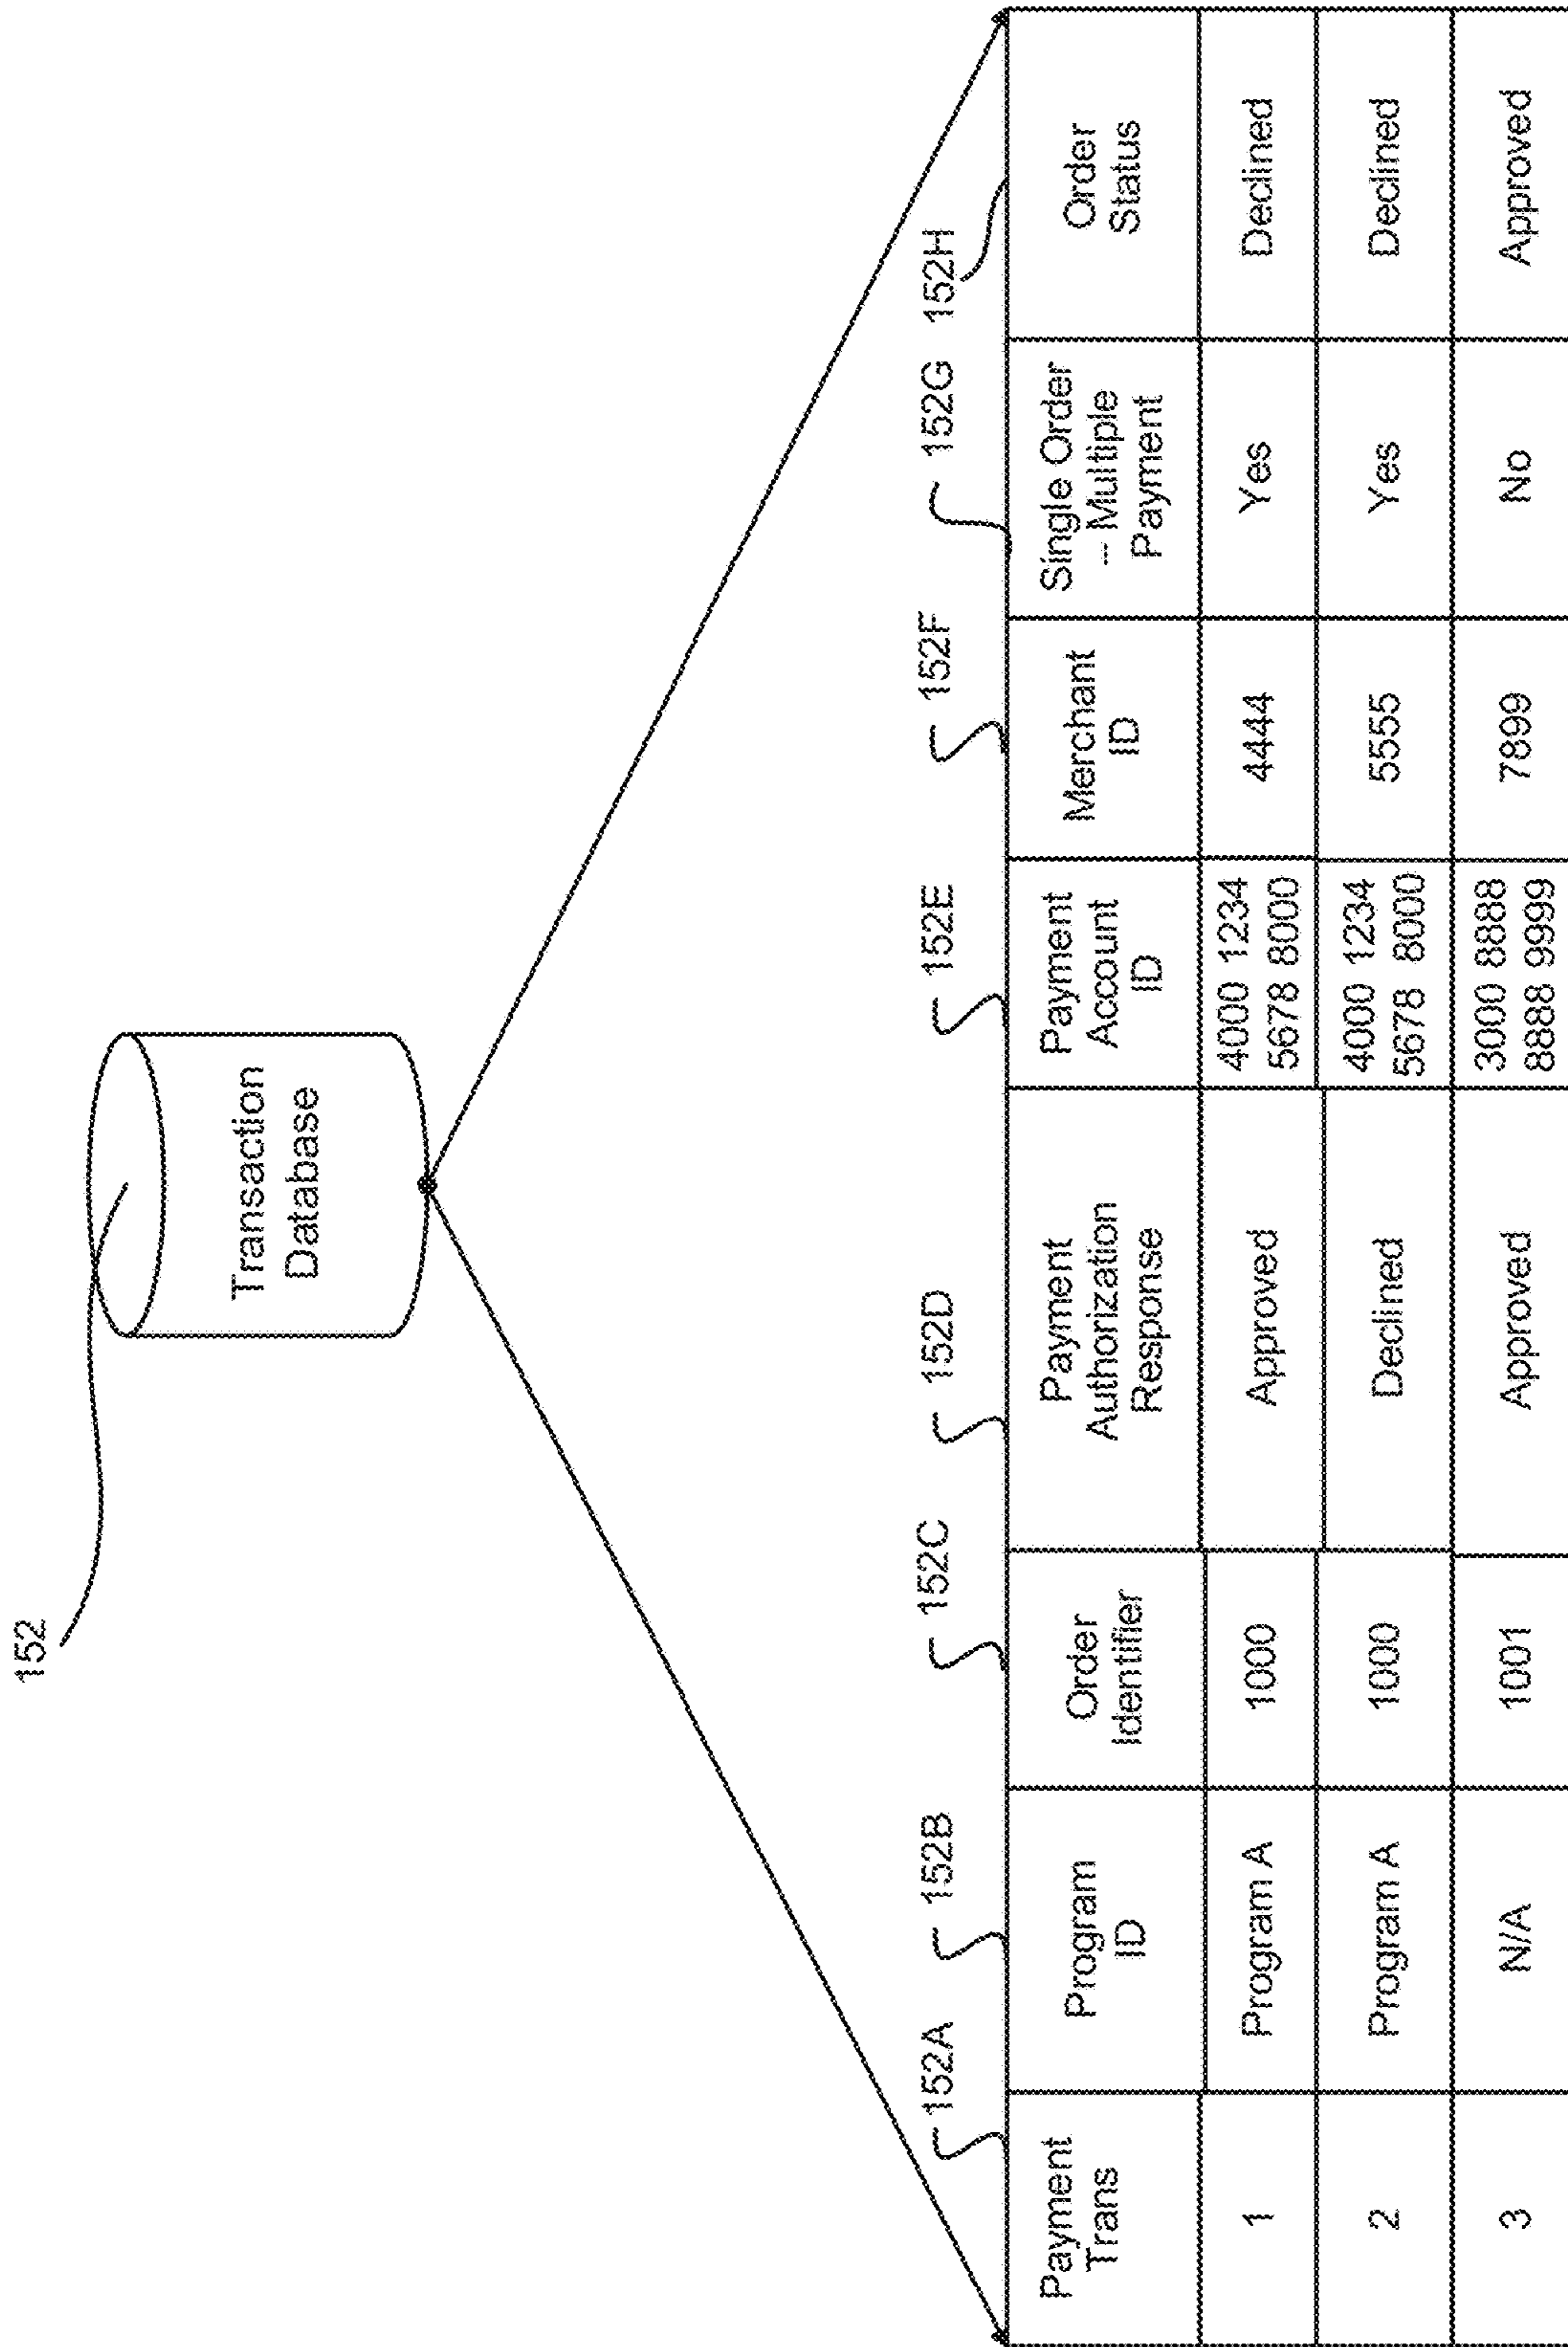 152
Transaction
Database
152A
152B
152C
152D
152E
152F
152G
152H
Payment
Trans
Program
ID
Order
Identifier
Payment
Authorization
Response
Payment
Account
ID
Merchant
ID
Single Order
-- Multiple
Payment
Order
Status
1
Program A
1000
Approved
4000 1234
5678 8000
4444
Yes
Declined
2
Program A
1000
Declined
4000 1234
5678 8000
5555
Yes
Declined
3
N/A
1001
Approved
3000 8888
8888 9999
7899
No
Approved